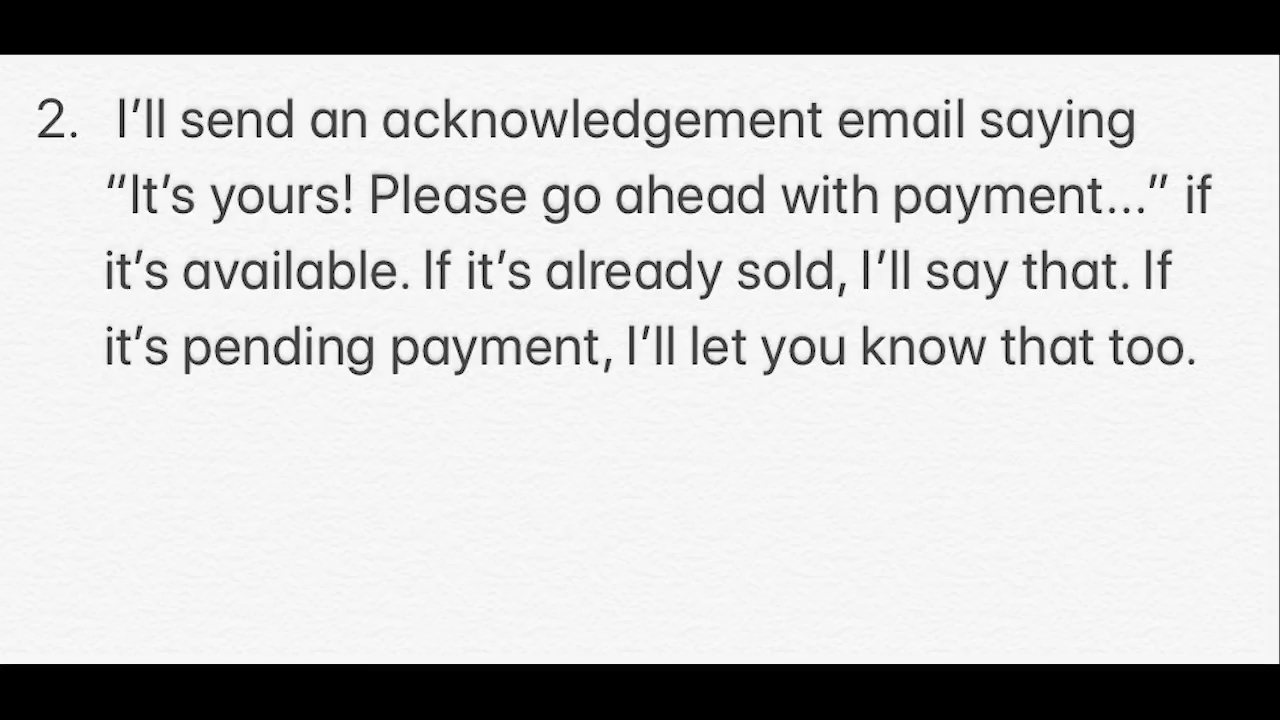 2. I’ll send an acknowledgement email saying
“It’s yours! Please go ahead with payment...” if
it’s available. If it’s already sold, I’ll say that. If
it’s pending payment, I’ll let you know that too.